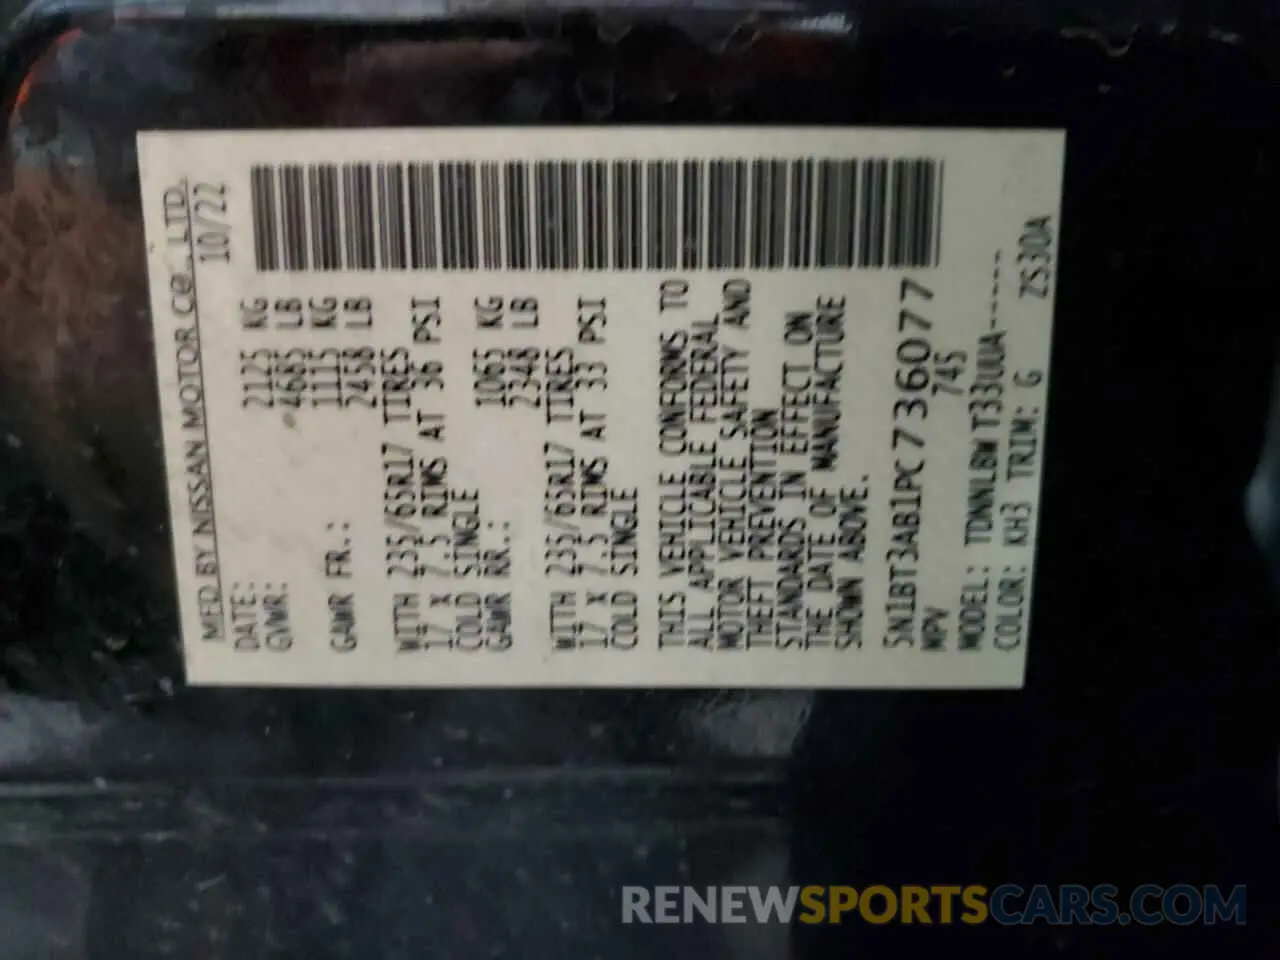 MFD BY NISSAN MOTOR CO., LTD.
DATE: 10/22
GVWR: 2125 KG
4685 LB
GAWR FR.: 1115 KG
2458 LB
WITH 235/65R17 TIRES
17 x 7.5 RIMS AT 36 PSI
COLD SINGLE
GAWR RR.: 1065 KG
2348 LB
WITH 235/65R17 TIRES
17 x 7.5 RIMS AT 33 PSI
COLD SINGLE
THIS VEHICLE CONFORMS TO
ALL APPLICABLE FEDERAL
MOTOR VEHICLE SAFETY AND
THEFT PREVENTION
STANDARDS IN EFFECT ON
THE DATE OF MANUFACTURE
SHOWN ABOVE.
5N1BT3AB1PC736077
MPV 745
MODEL: TDNNLBW T33UUA------
COLOR: KH3 TRIM: G ZS30A
RENEWSPORTSCARS.COM